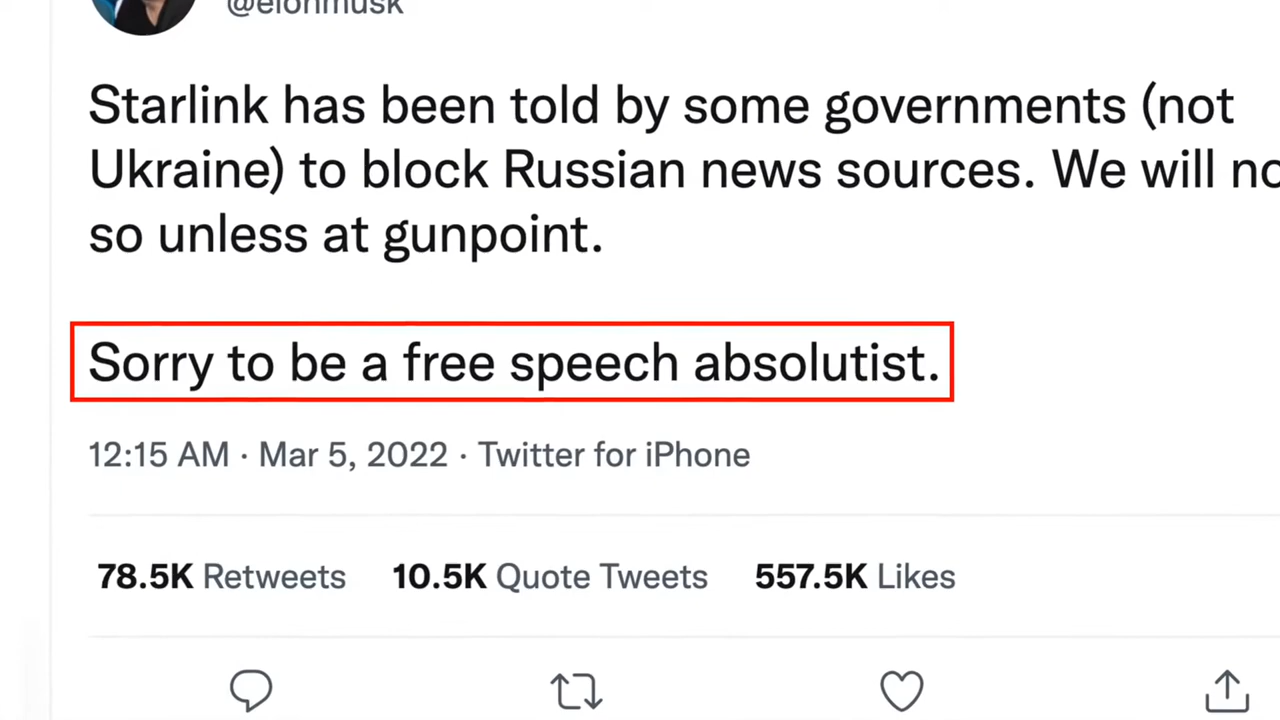 @elonmusk
Starlink has been told by some governments (not
Ukraine) to block Russian news sources. We will
so unless at gunpoint.
Sorry to be a free speech absolutist.
12:15 AM · Mar 5, 2022 · Twitter for iPhone
78.5K Retweets 10.5K Quote Tweets 557.5K Likes